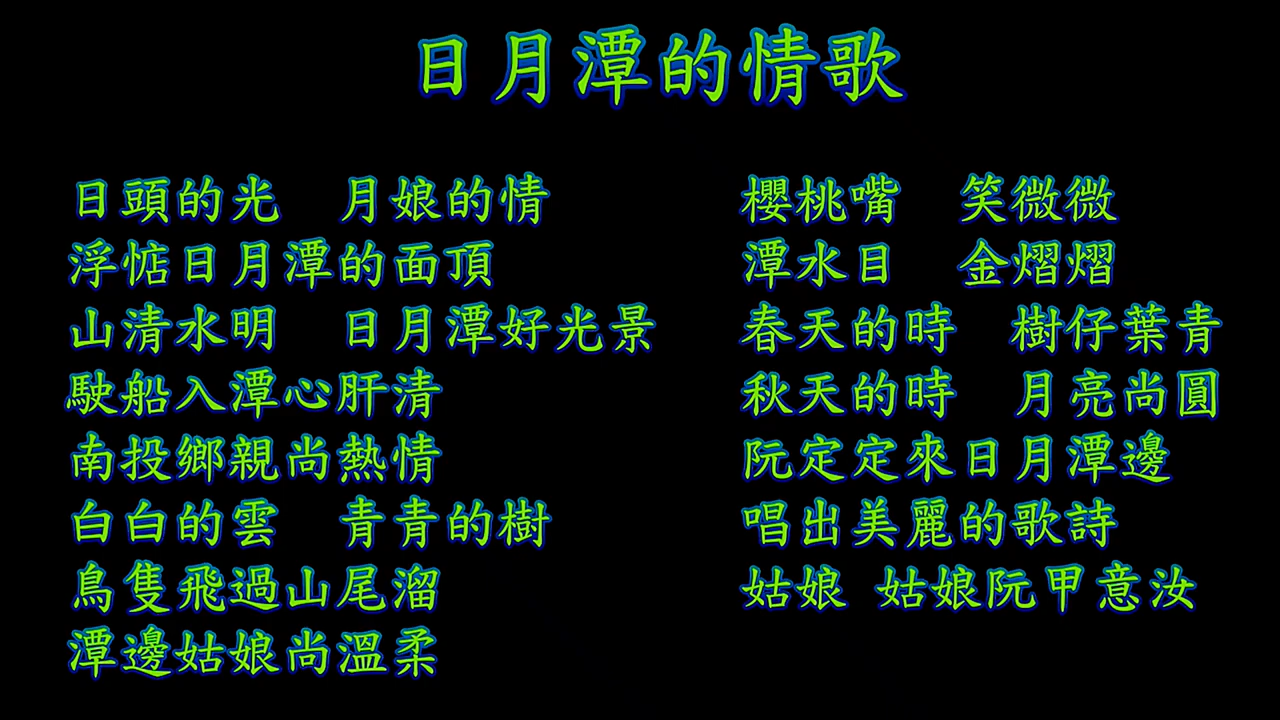 日月潭的情歌
日頭的光　月娘的情
浮惦日月潭的面頂
山清水明　日月潭好光景
駛船入潭心肝清
南投鄉親尚熱情
白白的雲　青青的樹
鳥隻飛過山尾溜
潭邊姑娘尚溫柔
櫻桃嘴　笑微微
潭水目　金熠熠
春天的時　樹仔葉青
秋天的時　月亮尚圓
阮定定來日月潭邊
唱出美麗的歌詩
姑娘 姑娘阮甲意汝